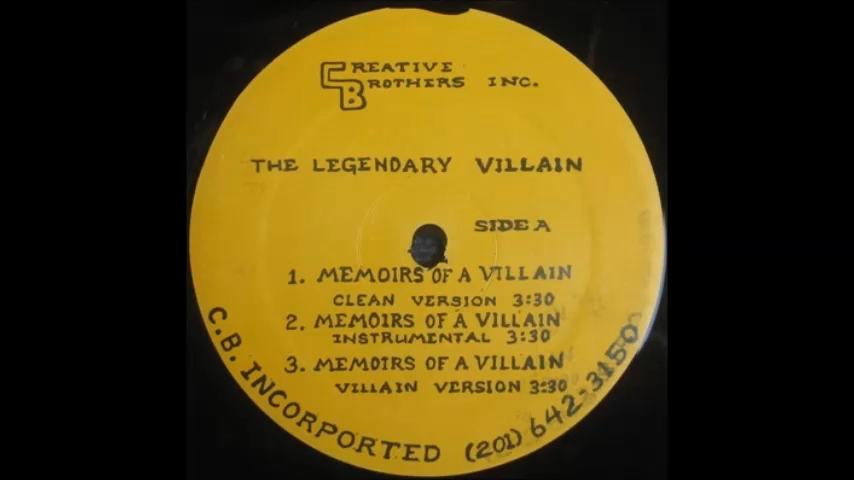 CREATIVE
BROTHERS INC.
THE LEGENDARY VILLAIN
SIDE A
1. MEMOIRS OF A VILLAIN
CLEAN VERSION 3:30
2. MEMOIRS OF A VILLAIN
INSTRUMENTAL 3:30
3. MEMOIRS OF A VILLAIN
VILLAIN VERSION 3:30
C.B. INCORPORTED (201) 642-3150